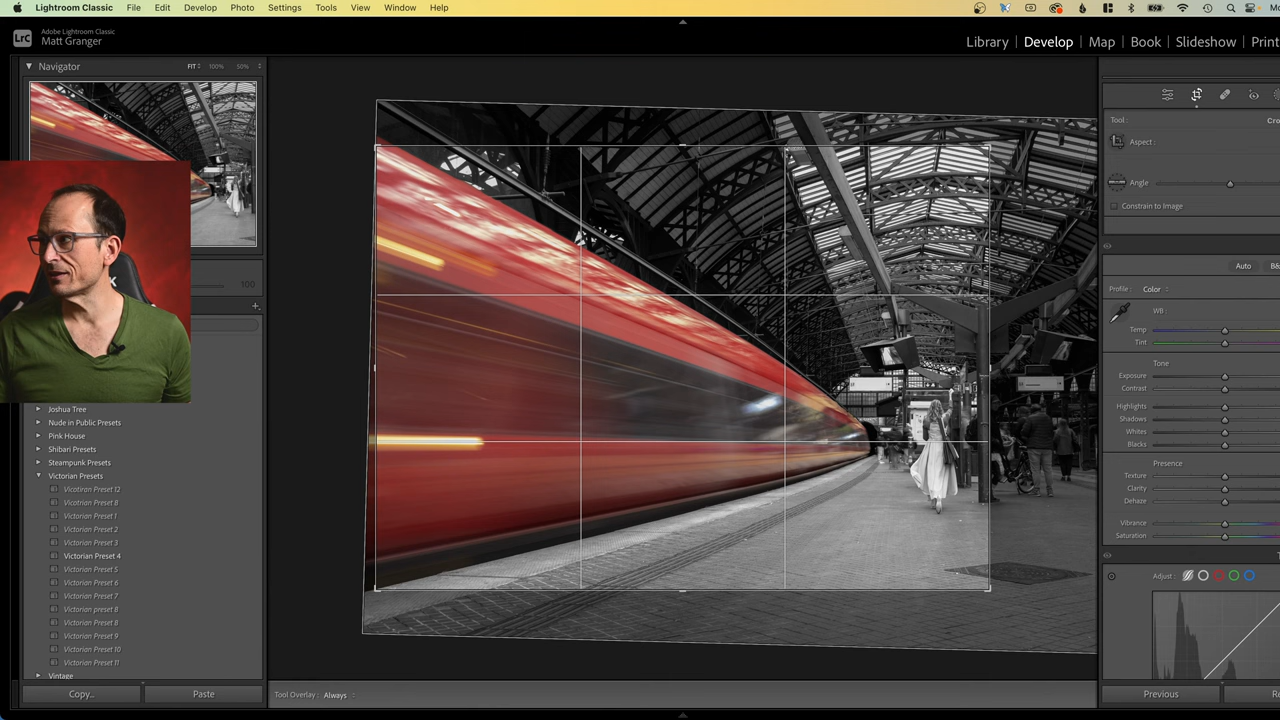 Lightroom Classic File Edit Develop Photo Settings Tools View Window Help
LrC Adobe Lightroom Classic
Matt Granger
Library | Develop | Map | Book | Slideshow | Print
Navigator FIT 100% 50%
Tool :
Aspect :
Angle
Constrain to Image
100
Auto
Profile : Color
WB :
Temp
Tint
Tone
Exposure
Contrast
Highlights
Shadows
Whites
Blacks
Presence
Texture
Clarity
Dehaze
Vibrance
Saturation
Adjust :
Joshua Tree
Nude in Public Presets
Pink House
Shibari Presets
Steampunk Presets
Victorian Presets
Vicotiran Preset 12
Vicotrian Preset 8
Victorian Preset 1
Victorian Preset 2
Victorian Preset 3
Victorian Preset 4
Victorian Preset 5
Victorian Preset 6
Victorian Preset 7
Victorian preset 8
Victorian Preset 9
Victorian Preset 10
Victorian Preset 11
Vintage
Copy... Paste
Tool Overlay : Always
Previous